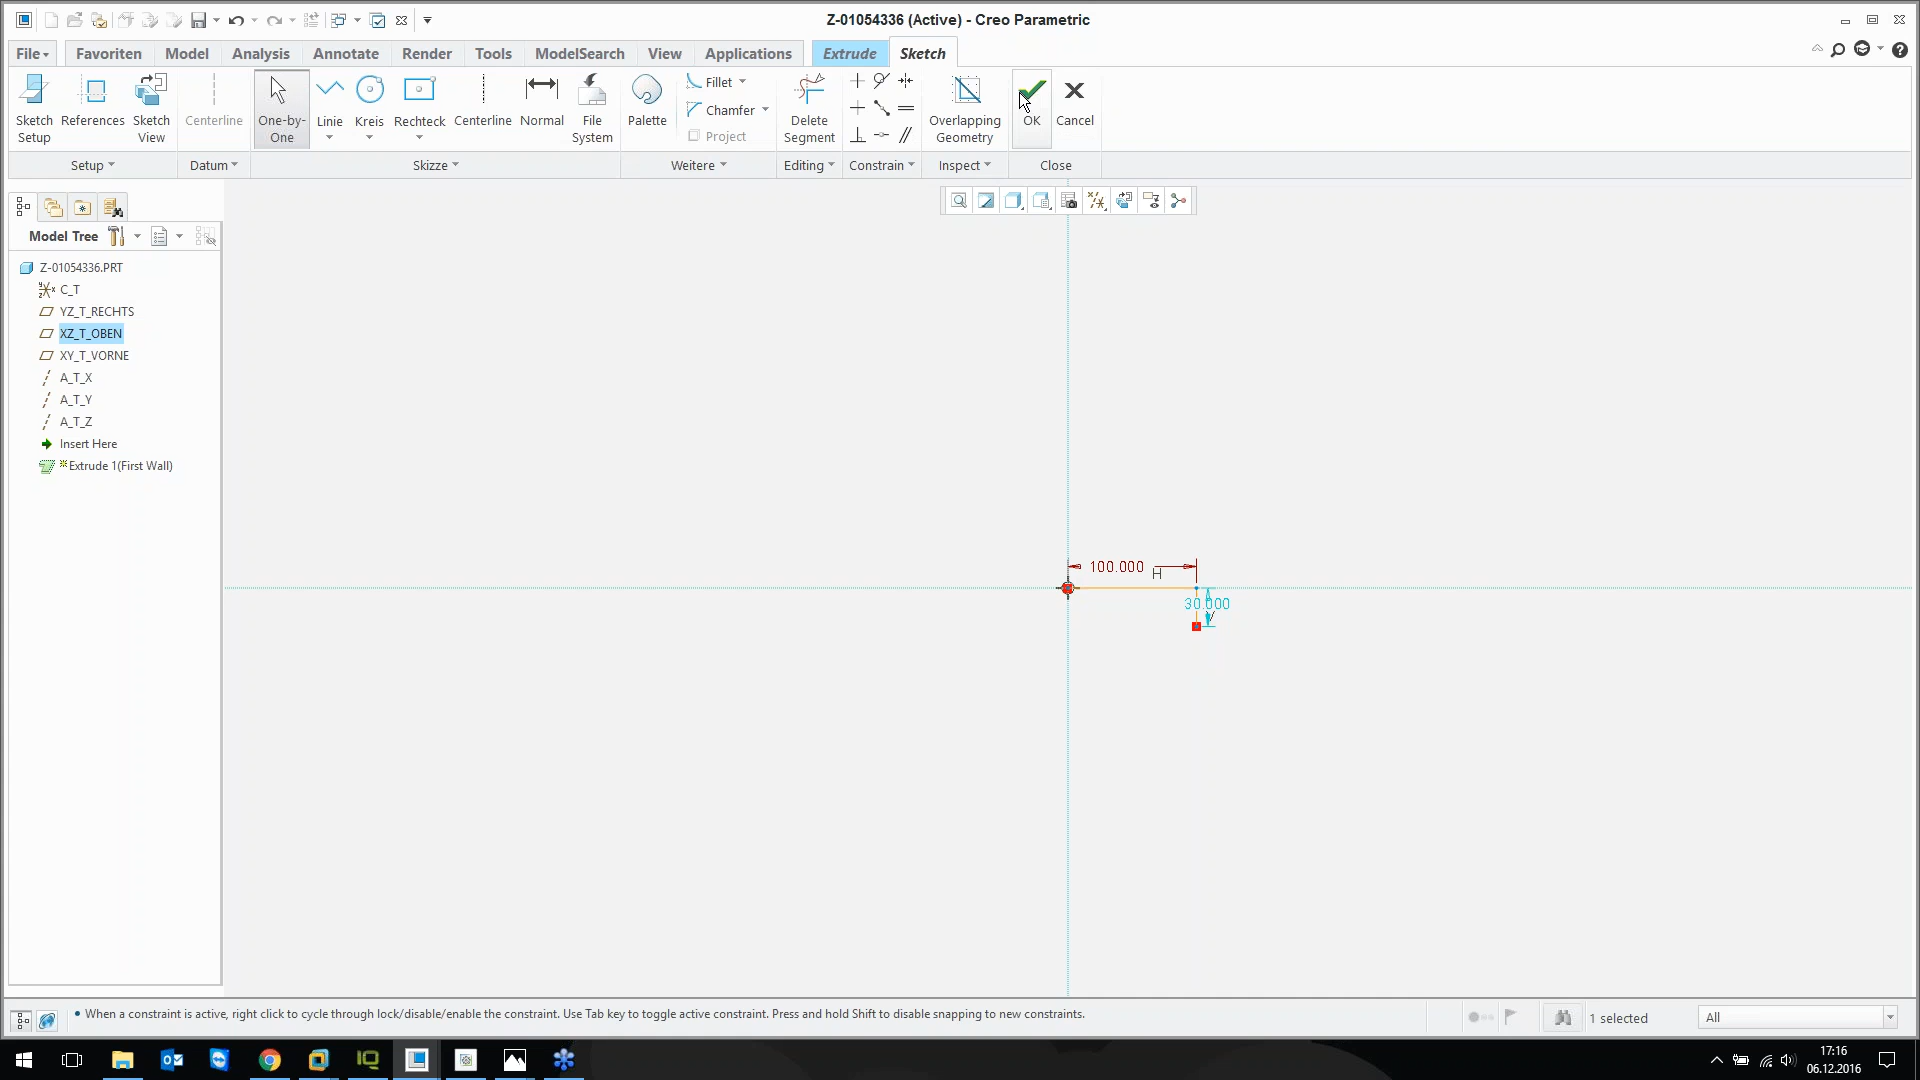 Z-01054336 (Active) - Creo Parametric
File
Favoriten
Model
Analysis
Annotate
Render
Tools
ModelSearch
View
Applications
Extrude
Sketch
Sketch Setup
References
Sketch View
Centerline
One-by-One
Linie
Kreis
Rechteck
Centerline
Normal
File System
Palette
Fillet
Chamfer
Project
Delete Segment
Overlapping Geometry
OK
Cancel
Setup
Datum
Skizze
Weitere
Editing
Constrain
Inspect
Close
Model Tree
Z-01054336.PRT
C_T
YZ_T_RECHTS
XZ_T_OBEN
XY_T_VORNE
A_T_X
A_T_Y
A_T_Z
Insert Here
Extrude 1(First Wall)
100.000
H
30.000
V
When a constraint is active, right click to cycle through lock/disable/enable the constraint. Use Tab key to toggle active constraint. Press and hold Shift to disable snapping to new constraints.
1 selected
All
17:16
06.12.2016